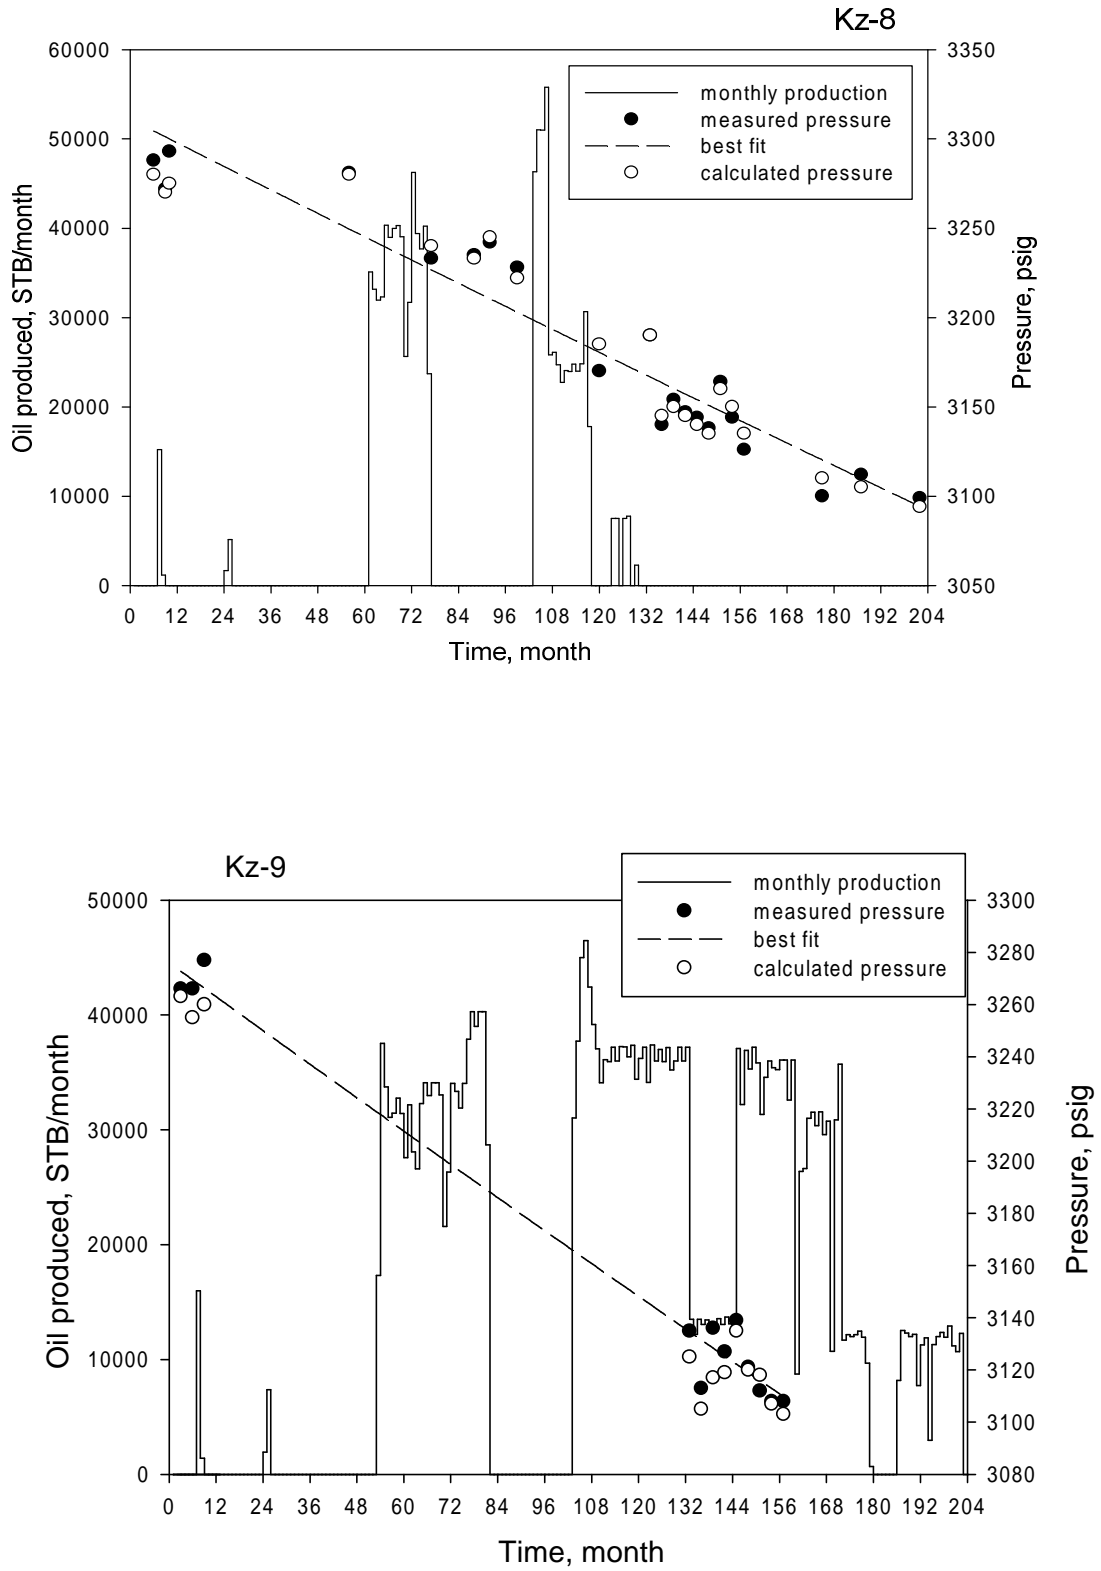 Kz-8
60000 3350
monthly production
measured pressure
best fit
calculated pressure
50000 3300
40000 3250
30000 3200
20000 3150
10000 3100
0 3050
Oil produced, STB/month
Pressure, psig
0 12 24 36 48 60 72 84 96 108 120 132 144 156 168 180 192 204
Time, month
Kz-9
monthly production
measured pressure
best fit
calculated pressure
50000 3300
3280
3260
40000
3240
3220
30000
3200
3180
20000
3160
3140
10000
3120
3100
0 3080
Oil produced, STB/month
Pressure, psig
0 12 24 36 48 60 72 84 96 108 120 132 144 156 168 180 192 204
Time, month